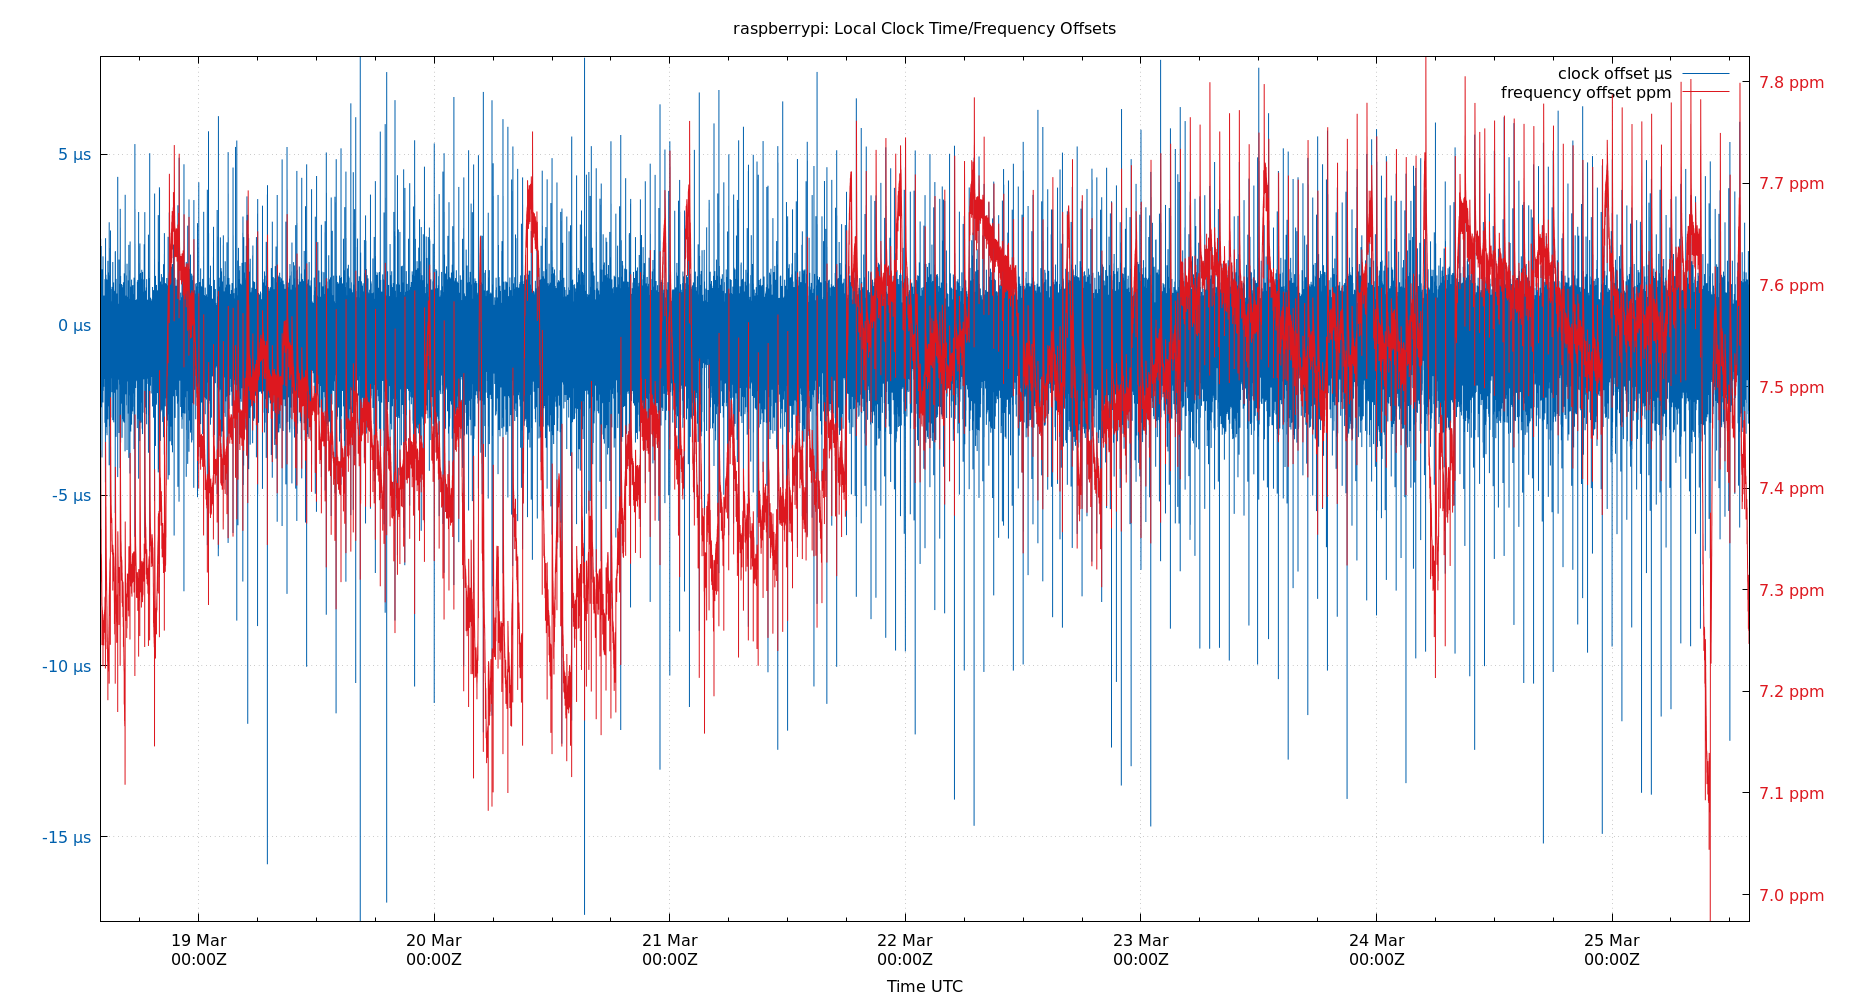 raspberrypi: Local Clock Time/Frequency Offsets
clock offset µs
frequency offset ppm
5 µs
0 µs
-5 µs
-10 µs
-15 µs
7.8 ppm
7.7 ppm
7.6 ppm
7.5 ppm
7.4 ppm
7.3 ppm
7.2 ppm
7.1 ppm
7.0 ppm
19 Mar
00:00Z
20 Mar
00:00Z
21 Mar
00:00Z
22 Mar
00:00Z
23 Mar
00:00Z
24 Mar
00:00Z
25 Mar
00:00Z
Time UTC